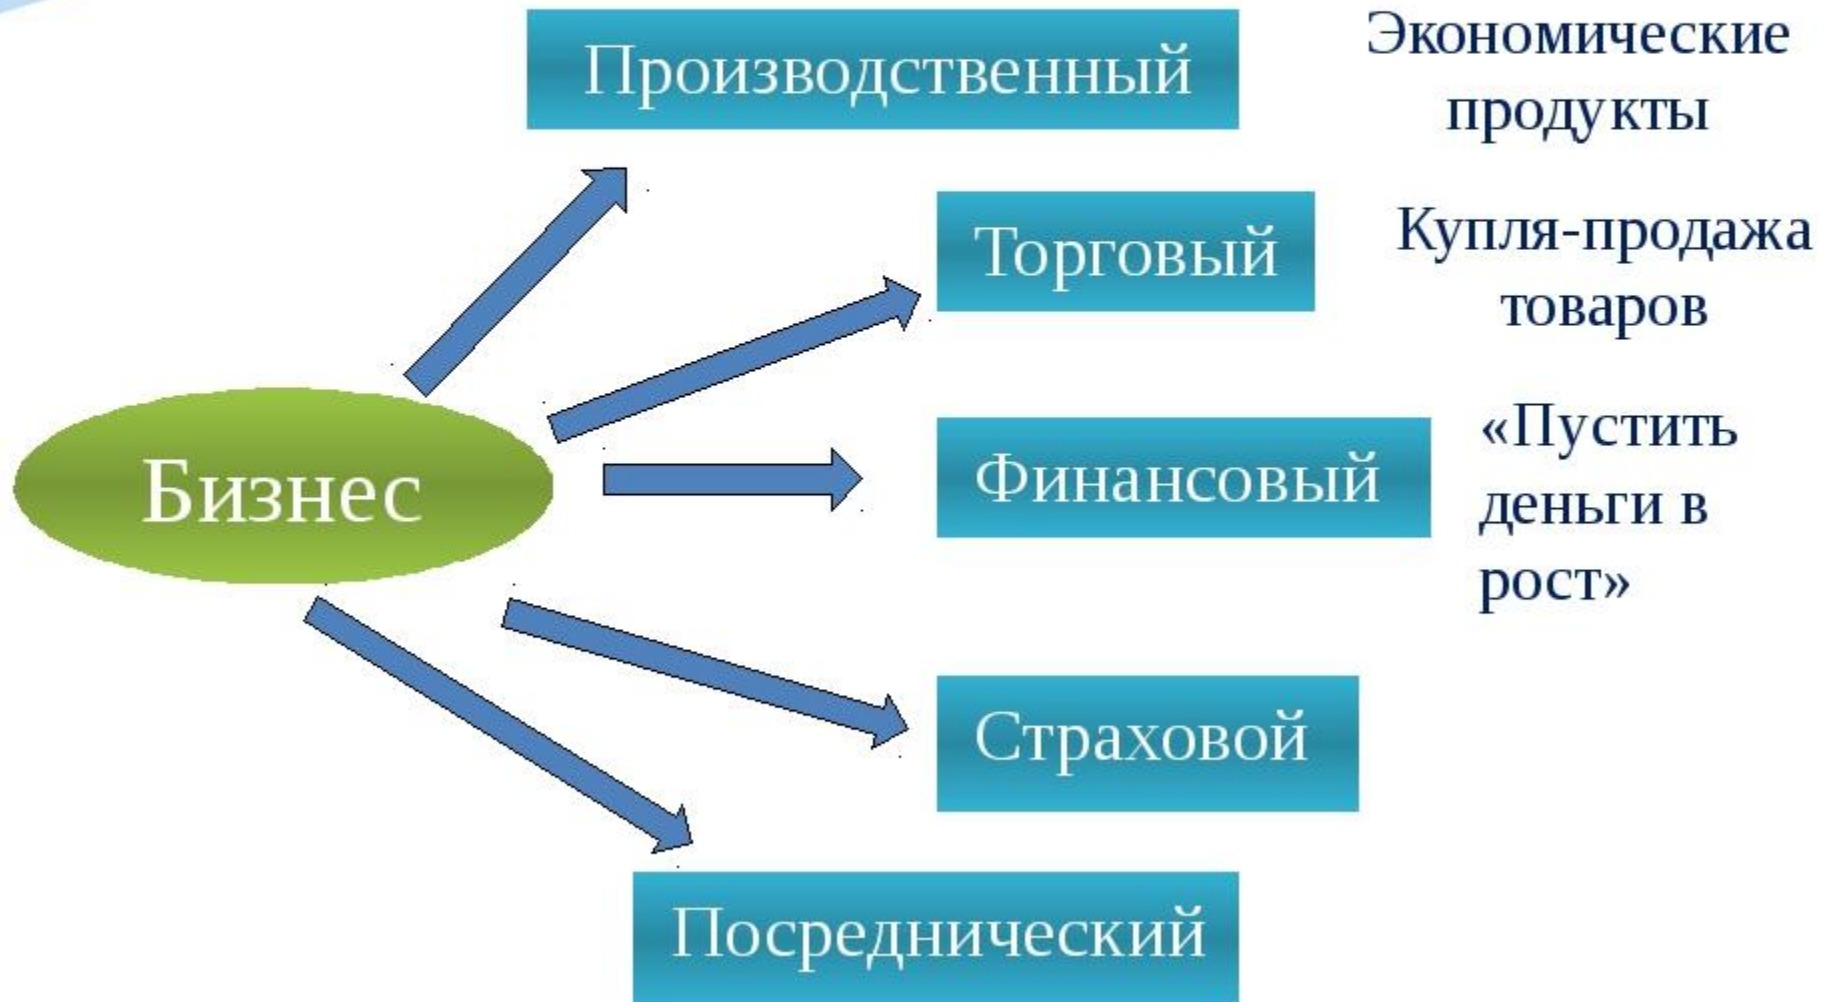 Производственный
Экономические
продукты
Торговый
Купля-продажа
товаров
Бизнес
Финансовый
«Пустить
деньги в
рост»
Страховой
Посреднический